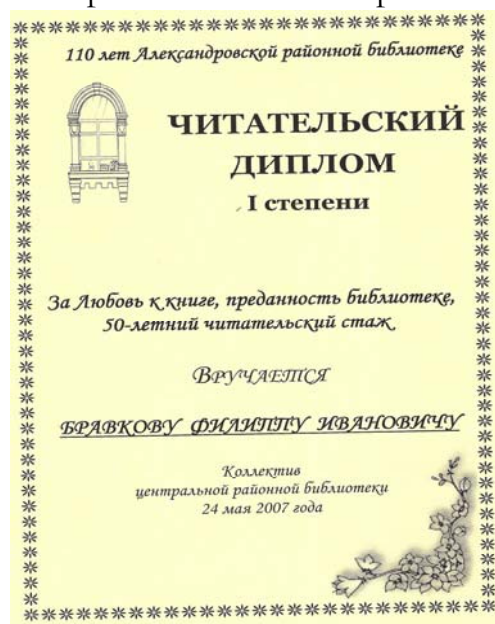 110 лет Александровской районной библиотеке
ЧИТАТЕЛЬСКИЙ
ДИПЛОМ
I степени
За Любовь к книге, преданность библиотеке,
50-летний читательский стаж
ВРУЧАЕТСЯ
БРАВКОВУ ФИЛИППУ ИВАНОВИЧУ
Коллектив
центральной районной библиотеки
24 мая 2007 года